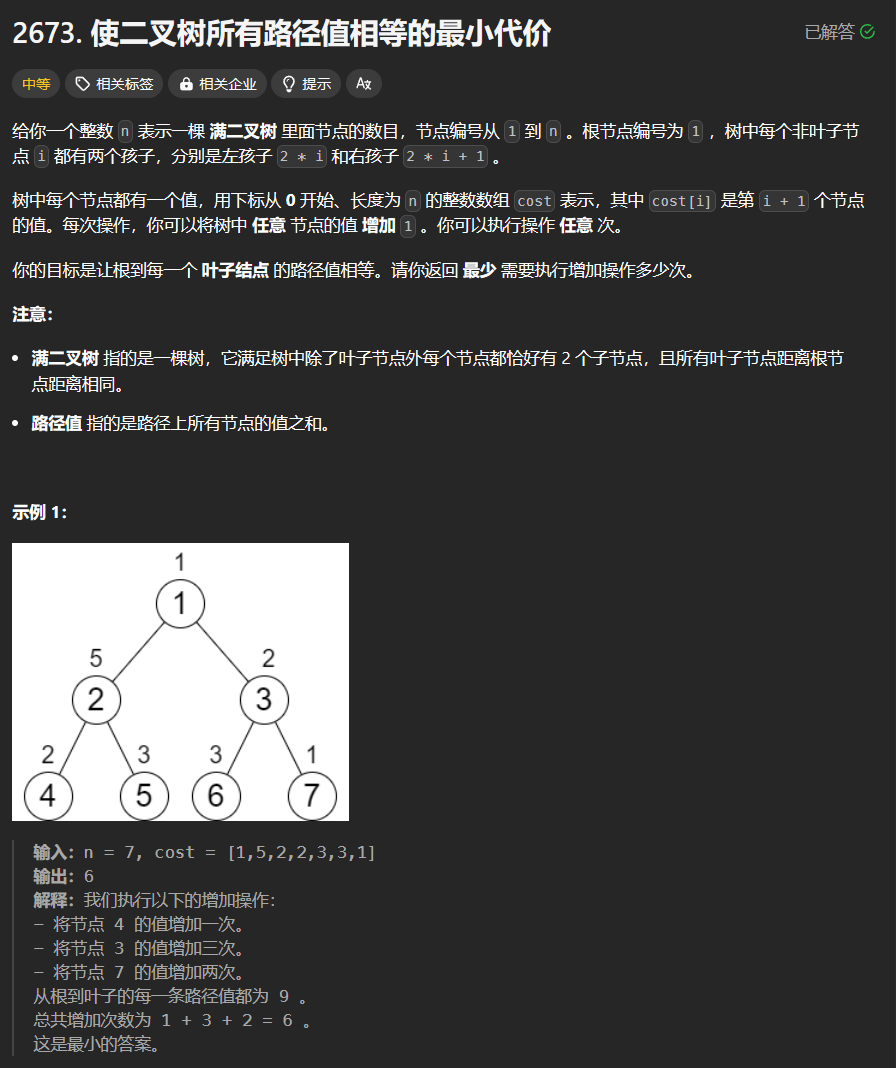 2673. 使二叉树所有路径值相等的最小代价
已解答
中等 相关标签 相关企业 提示 Aあ
给你一个整数 n 表示一棵 满二叉树 里面节点的数目，节点编号从 1 到 n 。根节点编号为 1 ，树中每个非叶子节
点 i 都有两个孩子，分别是左孩子 2 * i 和右孩子 2 * i + 1 。
树中每个节点都有一个值，用下标从 0 开始、长度为 n 的整数数组 cost 表示，其中 cost[i] 是第 i + 1 个节点
的值。每次操作，你可以将树中 任意 节点的值 增加 1 。你可以执行操作 任意 次。
你的目标是让根到每一个 叶子结点 的路径值相等。请你返回 最少 需要执行增加操作多少次。
注意：
• 满二叉树 指的是一棵树，它满足树中除了叶子节点外每个节点都恰好有 2 个子节点，且所有叶子节点距离根节
点距离相同。
• 路径值 指的是路径上所有节点的值之和。
示例 1：
1
1
5 2
2 3
2 3 3 1
4 5 6 7
输入：n = 7, cost = [1,5,2,2,3,3,1]
输出：6
解释：我们执行以下的增加操作：
- 将节点 4 的值增加一次。
- 将节点 3 的值增加三次。
- 将节点 7 的值增加两次。
从根到叶子的每一条路径值都为 9 。
总共增加次数为 1 + 3 + 2 = 6 。
这是最小的答案。